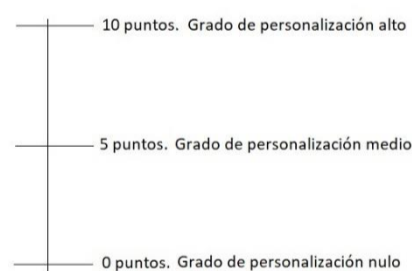 10 puntos. Grado de personalización alto
5 puntos. Grado de personalización medio
0 puntos. Grado de personalización nulo